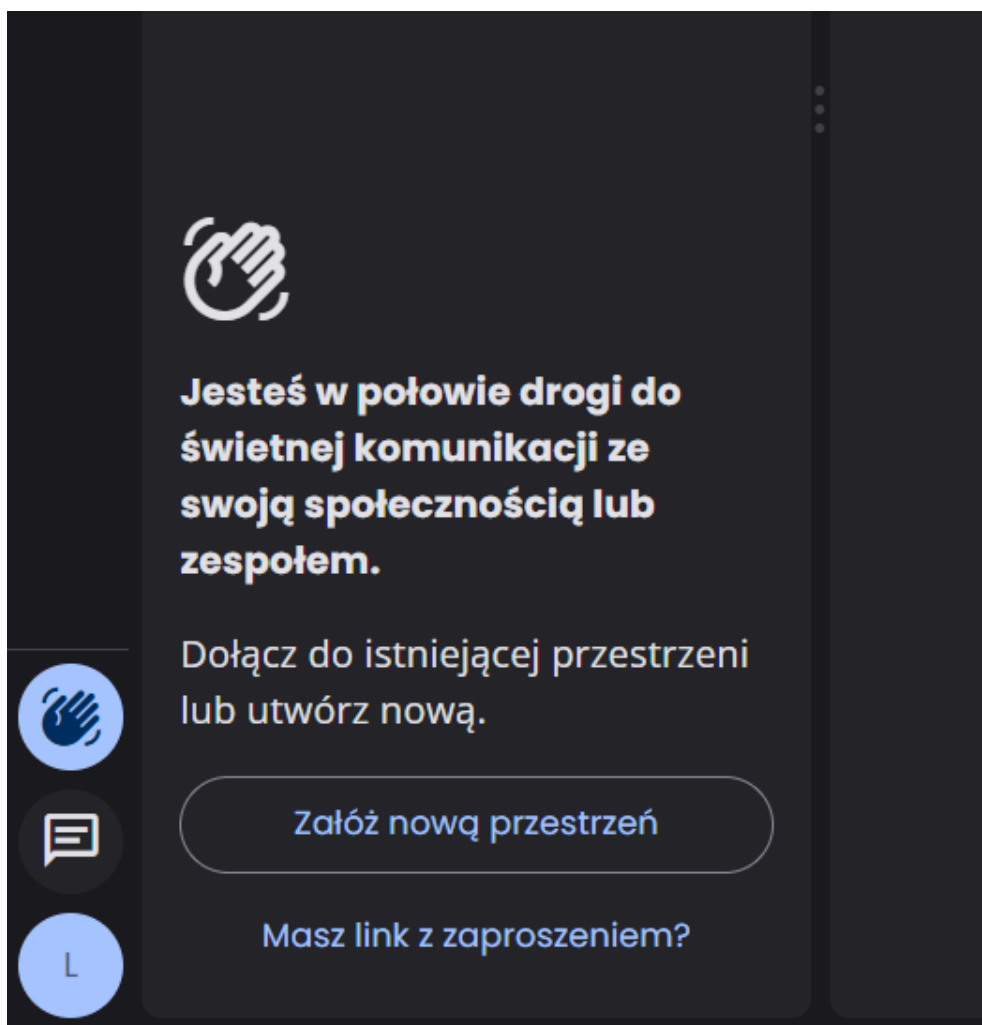 Jesteś w połowie drogi do
świetnej komunikacji ze
swoją społecznością lub
zespołem.
Dołącz do istniejącej przestrzeni
lub utwórz nową.
Załóż nową przestrzeń
Masz link z zaproszeniem?
L